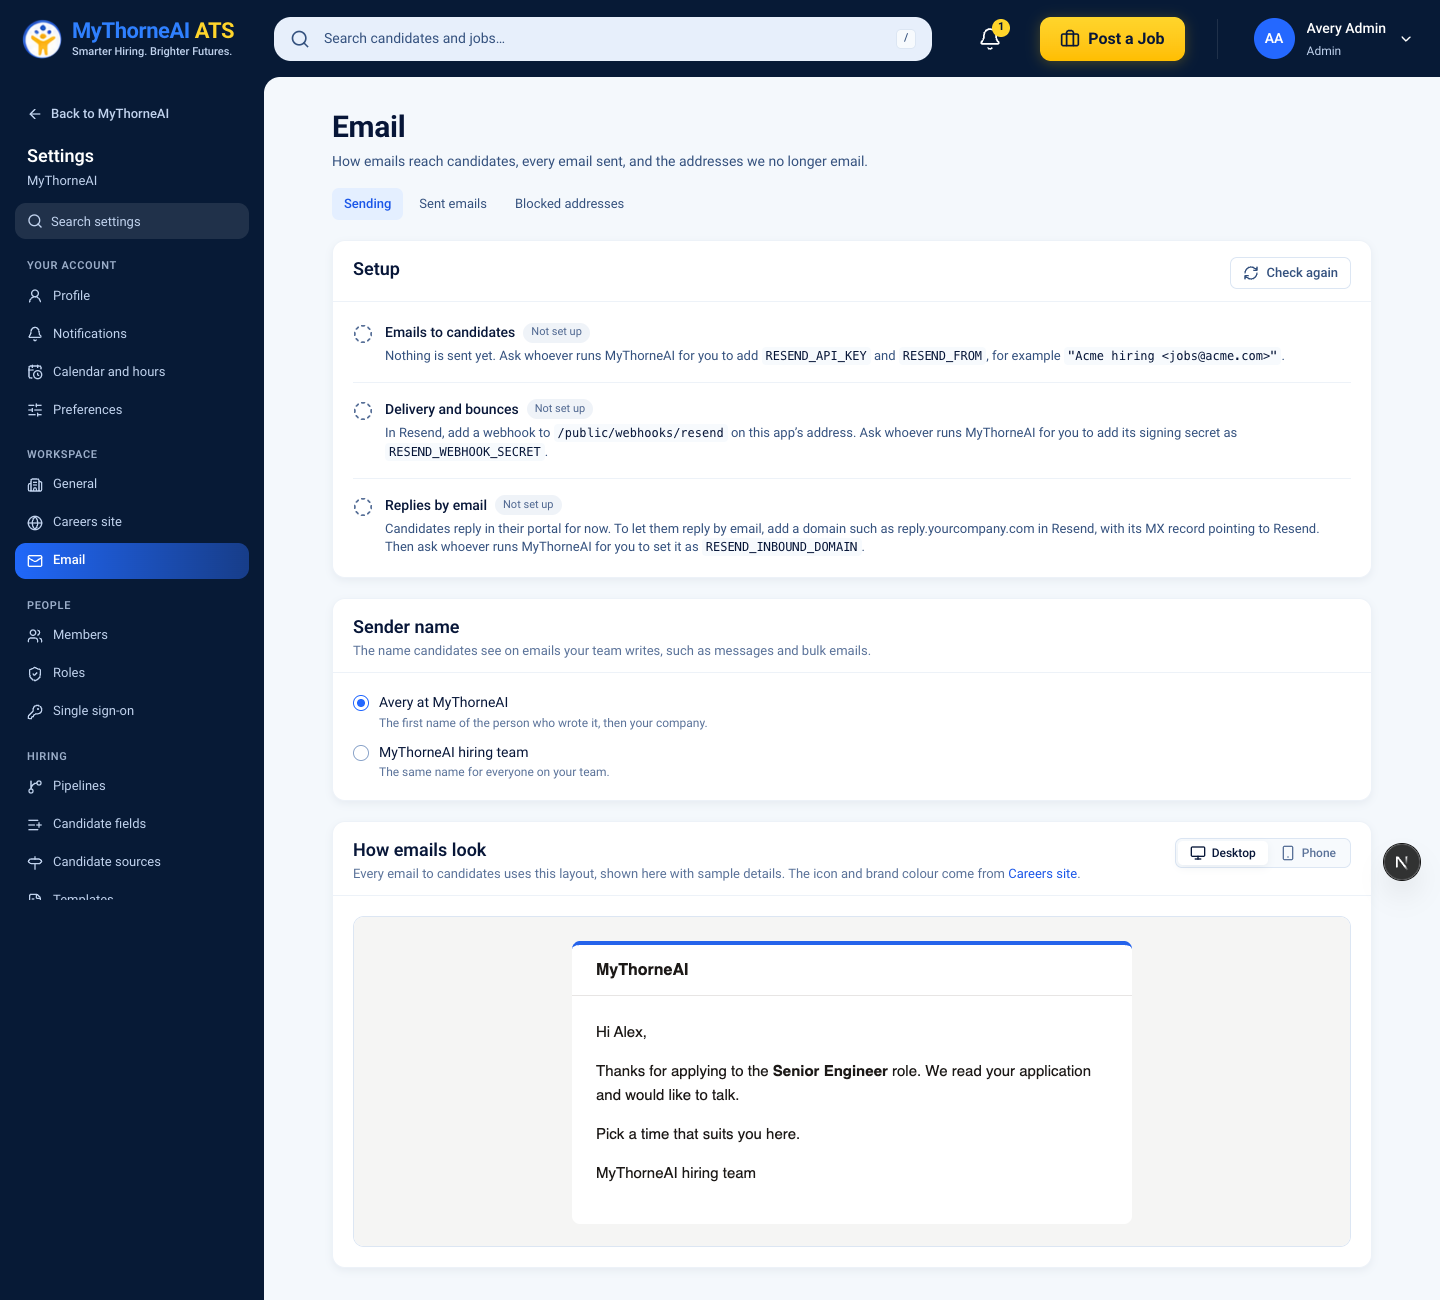 MyThorneAI ATS
Smarter Hiring. Brighter Futures.
Search candidates and jobs...
/
1
Post a Job
AA
Avery Admin
Admin
Back to MyThorneAI
Settings
MyThorneAI
Search settings
YOUR ACCOUNT
Profile
Notifications
Calendar and hours
Preferences
WORKSPACE
General
Careers site
Email
PEOPLE
Members
Roles
Single sign-on
HIRING
Pipelines
Candidate fields
Candidate sources
Templates
Email
How emails reach candidates, every email sent, and the addresses we no longer email.
Sending
Sent emails
Blocked addresses
Setup
Check again
Emails to candidates
Not set up
Nothing is sent yet. Ask whoever runs MyThorneAI for you to add RESEND_API_KEY and RESEND_FROM, for example "Acme hiring <jobs@acme.com>".
Delivery and bounces
Not set up
In Resend, add a webhook to /public/webhooks/resend on this app's address. Ask whoever runs MyThorneAI for you to add its signing secret as
RESEND_WEBHOOK_SECRET.
Replies by email
Not set up
Candidates reply in their portal for now. To let them reply by email, add a domain such as reply.yourcompany.com in Resend, with its MX record pointing to Resend.
Then ask whoever runs MyThorneAI for you to set it as RESEND_INBOUND_DOMAIN.
Sender name
The name candidates see on emails your team writes, such as messages and bulk emails.
Avery at MyThorneAI
The first name of the person who wrote it, then your company.
MyThorneAI hiring team
The same name for everyone on your team.
How emails look
Every email to candidates uses this layout, shown here with sample details. The icon and brand colour come from Careers site.
Desktop
Phone
N
MyThorneAI
Hi Alex,
Thanks for applying to the Senior Engineer role. We read your application
and would like to talk.
Pick a time that suits you here.
MyThorneAI hiring team